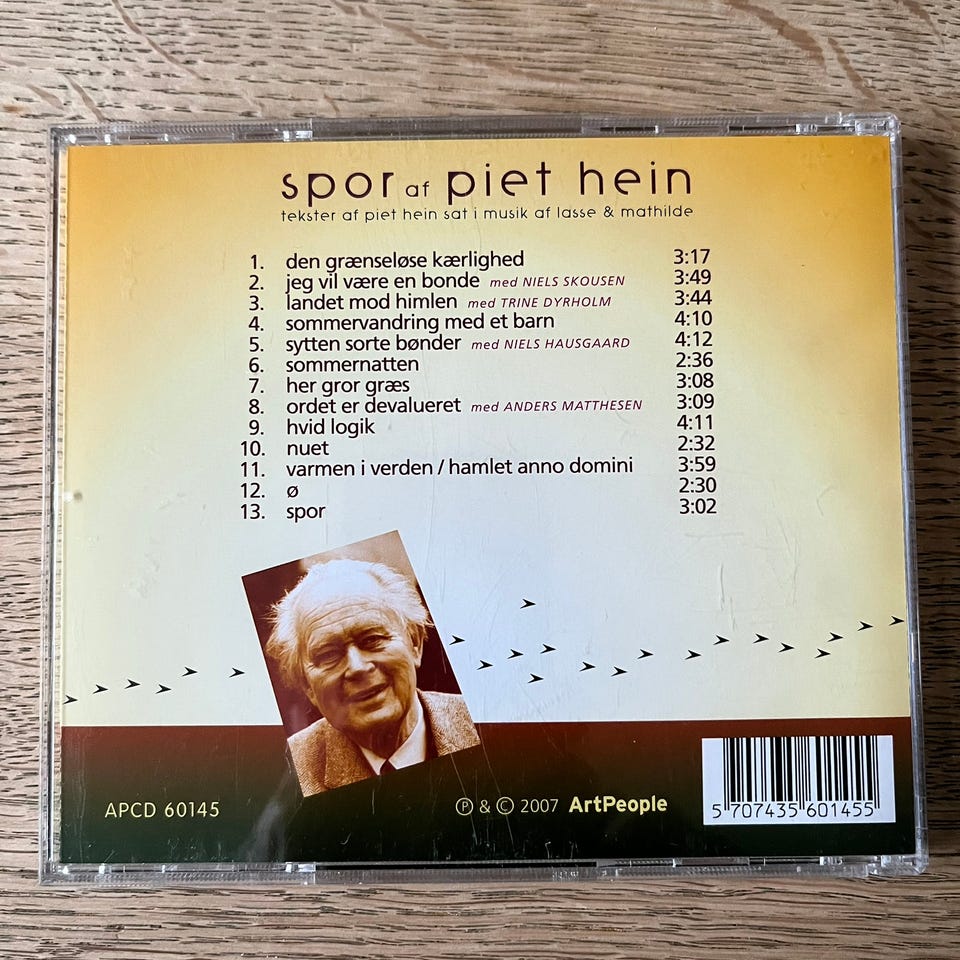 spor af piet hein
tekster af piet hein sat i musik af lasse & mathilde
1. den grænseløse kærlighed 3:17
2. jeg vil være en bonde med NIELS SKOUSEN 3:49
3. landet mod himlen med TRINE DYRHOLM 3:44
4. sommervandring med et barn 4:10
5. sytten sorte bønder med NIELS HAUSGAARD 4:12
6. sommernatten 2:36
7. her gror græs 3:08
8. ordet er devalueret med ANDERS MATTHESEN 3:09
9. hvid logik 4:11
10. nuet 2:32
11. varmen i verden / hamlet anno domini 3:59
12. ø 2:30
13. spor 3:02
APCD 60145
℗ & © 2007 ArtPeople
5 707435 601455